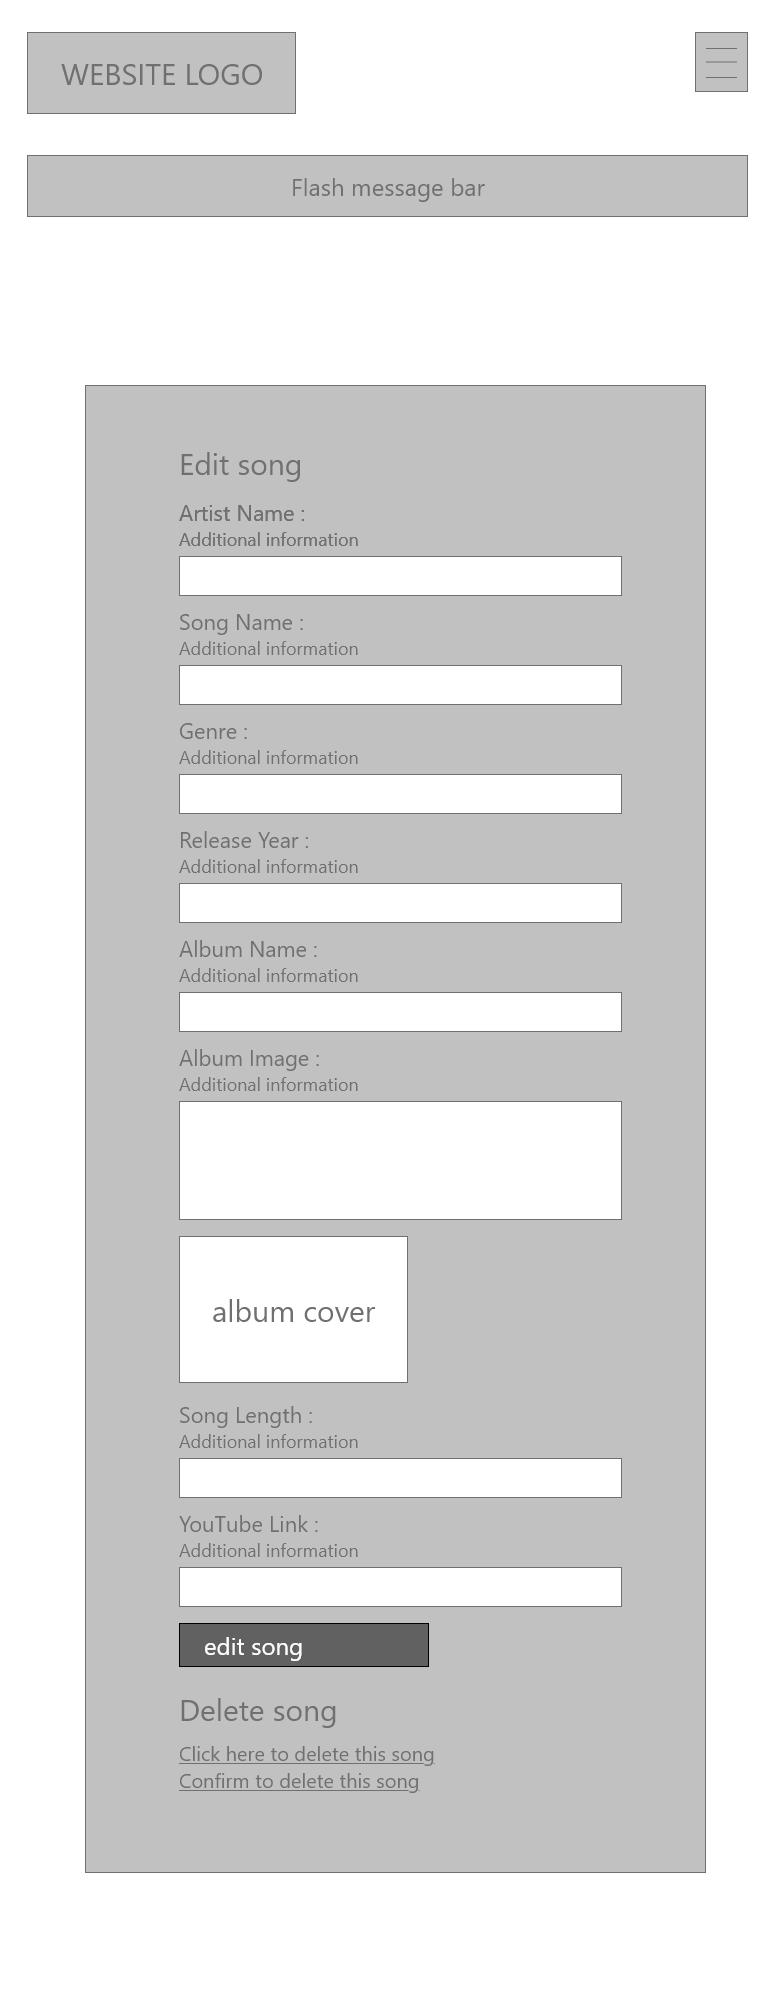 WEBSITE LOGO
Flash message bar
Edit song
Artist Name :
Additional information
Song Name :
Additional information
Genre :
Additional information
Release Year :
Additional information
Album Name :
Additional information
Album Image :
Additional information
album cover
Song Length :
Additional information
YouTube Link :
Additional information
edit song
Delete song
Click here to delete this song
Confirm to delete this song